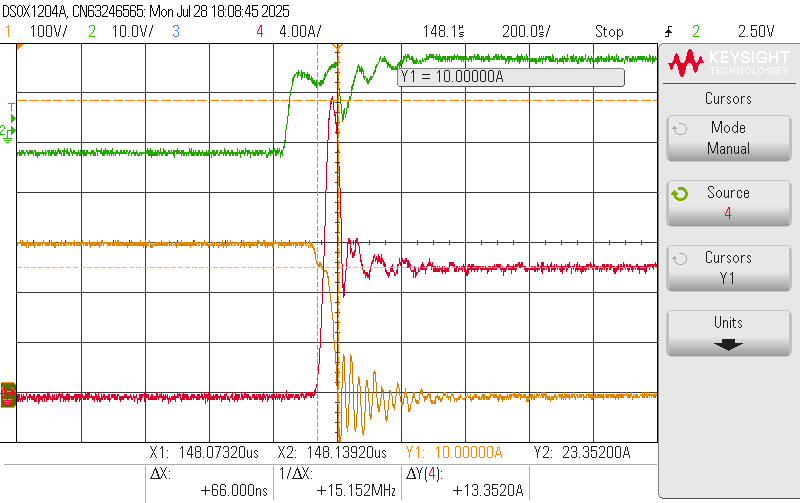 DSOX1204A, CN63246565: Mon Jul 28 18:08:45 2025
1 100V/ 2 10.0V/ 3 4 4.00A/ 148.1s 200.0s/ Stop 2 2.50V
Y1 = 10.00000A
KEYSIGHT
TECHNOLOGIES
Cursors
Mode
Manual
Source
4
Cursors
Y1
Units
T
2
X1: 148.07320us X2: 148.13920us Y1: 10.00000A Y2: 23.35200A
ΔX: 1/ΔX: ΔY(4):
+66.000ns +15.152MHz +13.3520A